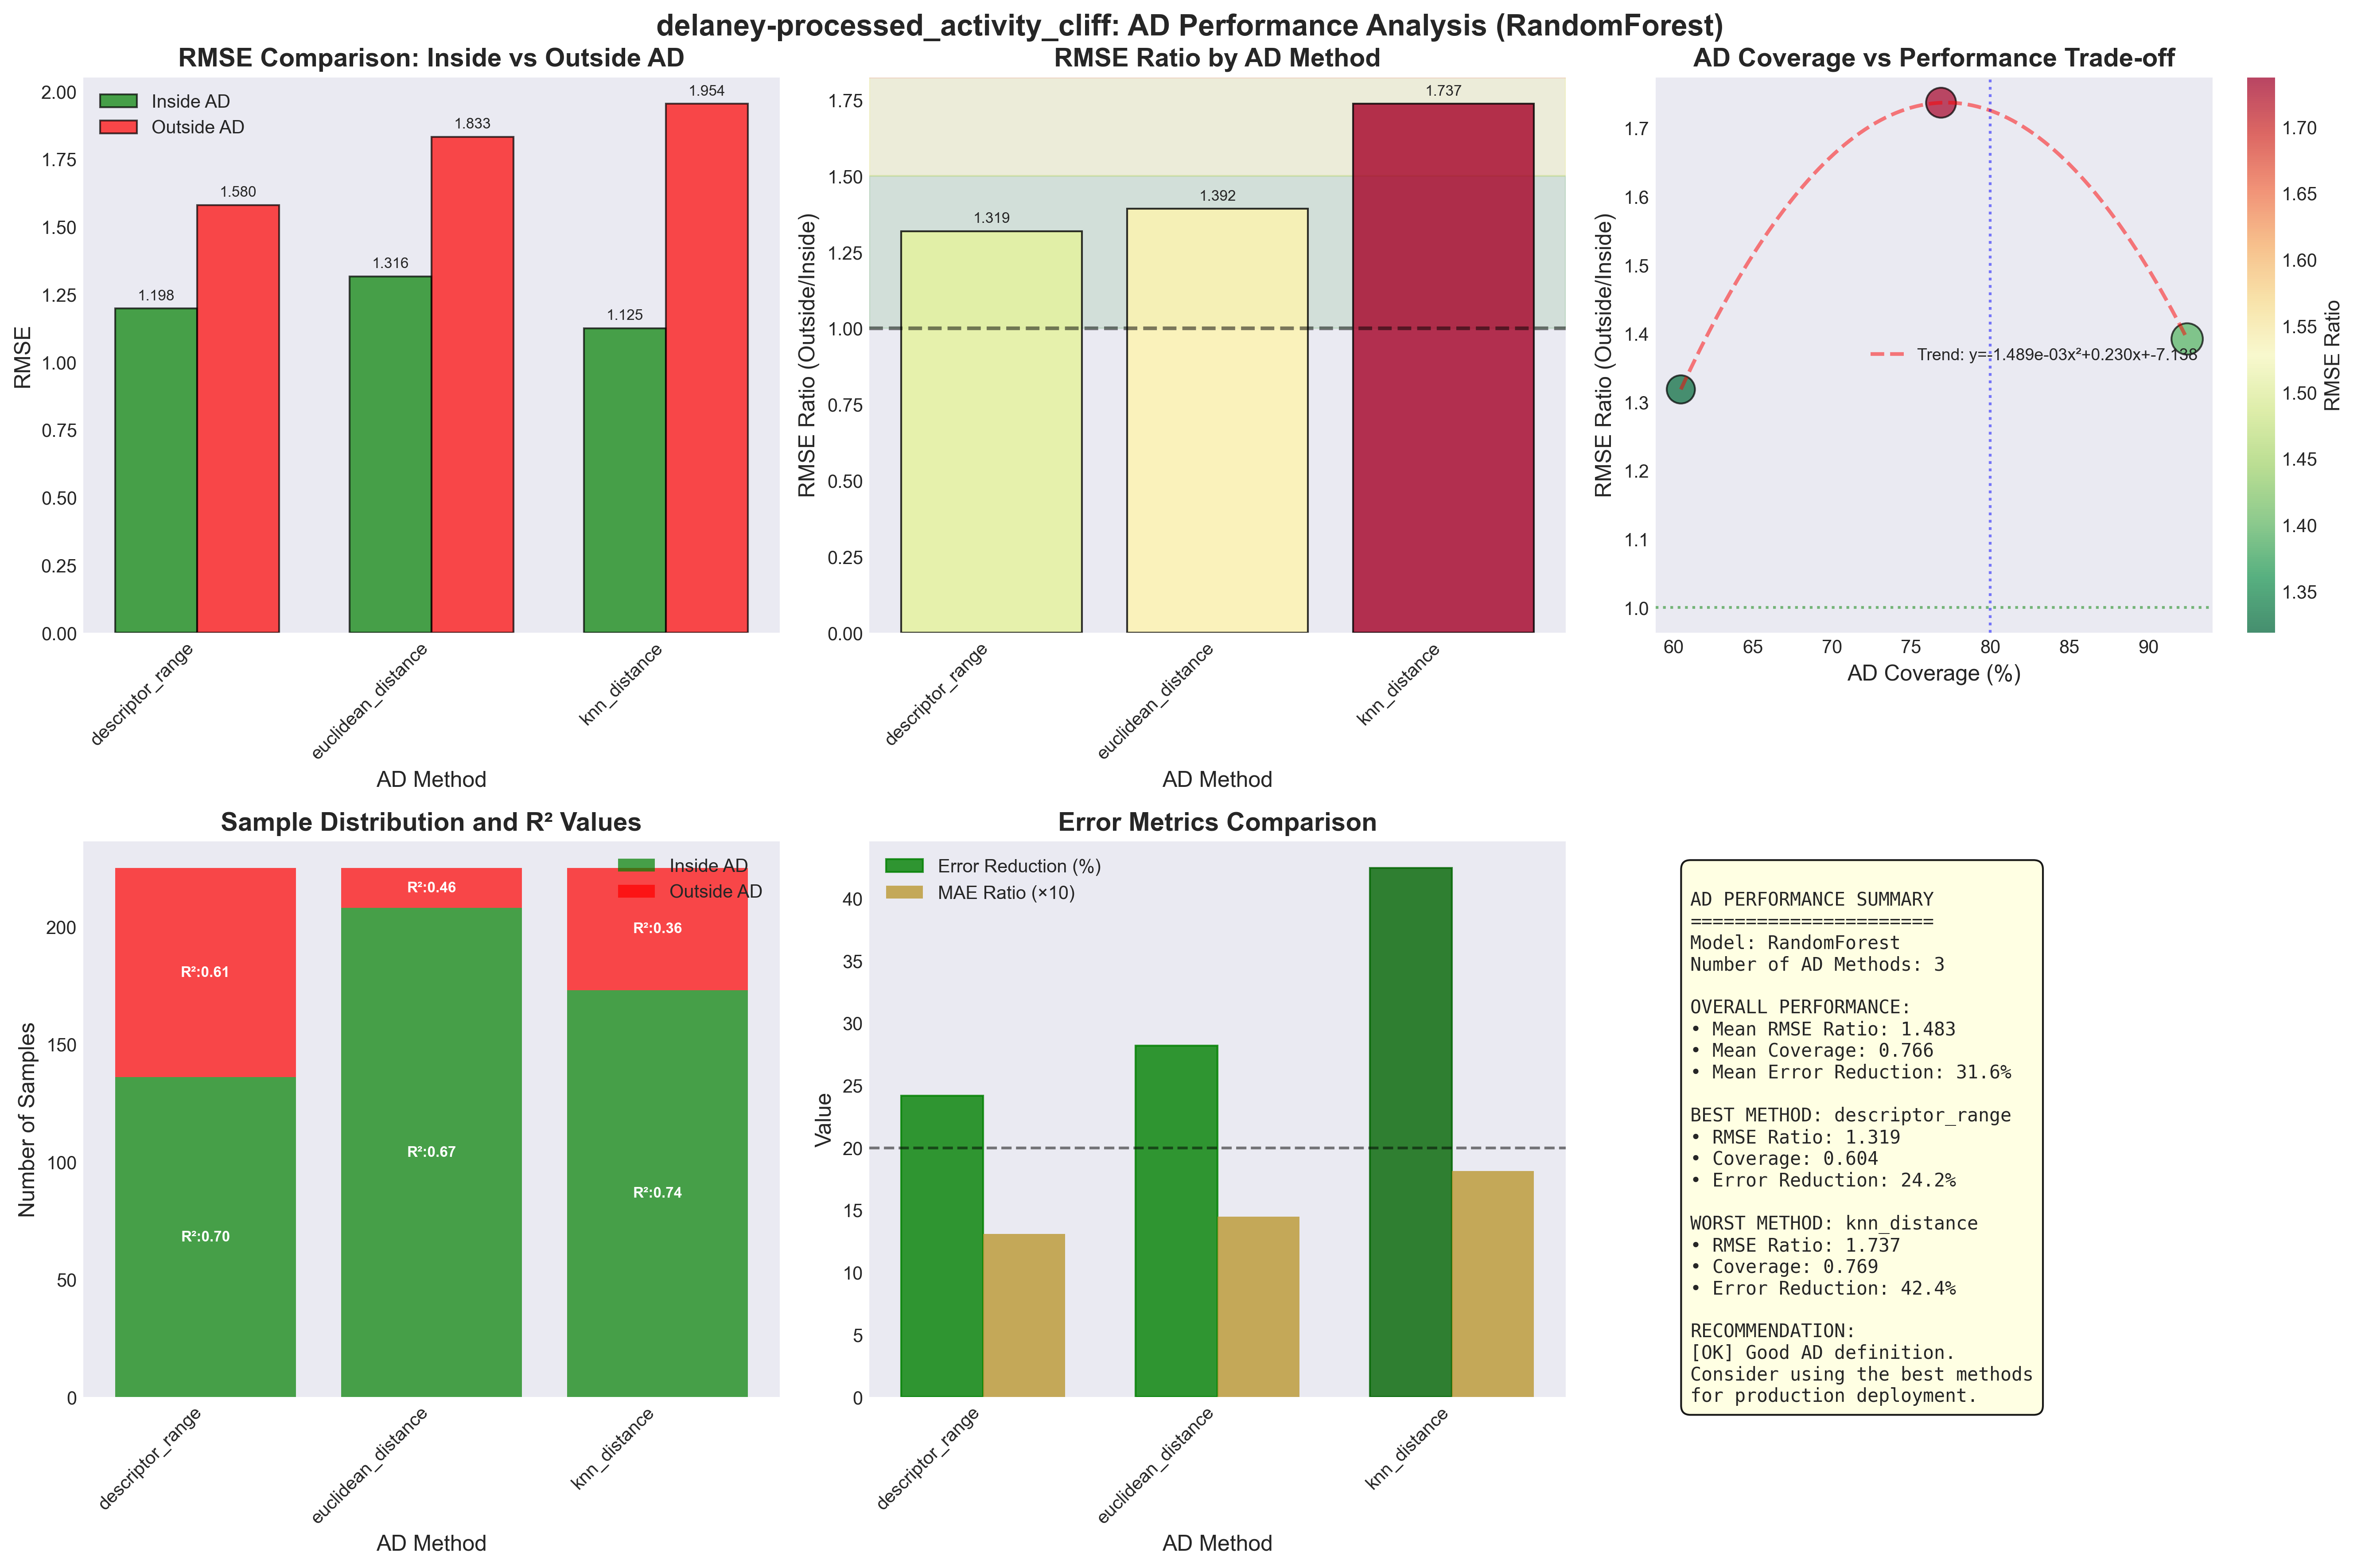 delaney-processed_activity_cliff: AD Performance Analysis (RandomForest)
RMSE Comparison: Inside vs Outside AD
Inside AD
Outside AD
RMSE
2.00
1.75
1.50
1.25
1.00
0.75
0.50
0.25
0.00
1.198
1.580
1.316
1.833
1.125
1.954
descriptor_range
euclidean_distance
knn_distance
AD Method
RMSE Ratio by AD Method
RMSE Ratio (Outside/Inside)
1.75
1.50
1.25
1.00
0.75
0.50
0.25
0.00
1.319
1.392
1.737
descriptor_range
euclidean_distance
knn_distance
AD Method
AD Coverage vs Performance Trade-off
RMSE Ratio (Outside/Inside)
1.7
1.6
1.5
1.4
1.3
1.2
1.1
1.0
Trend: y=-1.489e-03x²+0.230x+-7.138
60
65
70
75
80
85
90
AD Coverage (%)
1.70
1.65
1.60
1.55
1.50
1.45
1.40
1.35
RMSE Ratio
Sample Distribution and R² Values
Inside AD
Outside AD
Number of Samples
200
150
100
50
0
R²:0.61
R²:0.70
R²:0.46
R²:0.67
R²:0.36
R²:0.74
descriptor_range
euclidean_distance
knn_distance
AD Method
Error Metrics Comparison
Error Reduction (%)
MAE Ratio (×10)
Value
40
35
30
25
20
15
10
5
0
descriptor_range
euclidean_distance
knn_distance
AD Method
AD PERFORMANCE SUMMARY
======================
Model: RandomForest
Number of AD Methods: 3
OVERALL PERFORMANCE:
• Mean RMSE Ratio: 1.483
• Mean Coverage: 0.766
• Mean Error Reduction: 31.6%
BEST METHOD: descriptor_range
• RMSE Ratio: 1.319
• Coverage: 0.604
• Error Reduction: 24.2%
WORST METHOD: knn_distance
• RMSE Ratio: 1.737
• Coverage: 0.769
• Error Reduction: 42.4%
RECOMMENDATION:
[OK] Good AD definition.
Consider using the best methods
for production deployment.